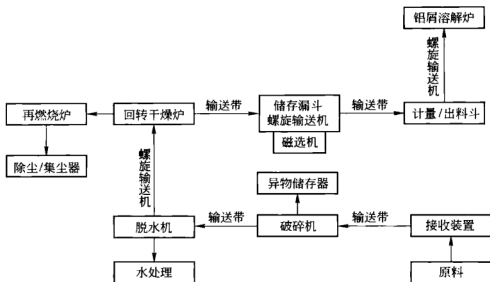 铝屑溶解炉
螺旋输送机
再燃烧炉
回转干燥炉
输送带
储存漏斗
螺旋输送机
磁选机
输送带
计量/出料斗
除尘/集尘器
螺旋输送机
异物储存器
脱水机
输送带
破碎机
输送带
接收装置
水处理
原料